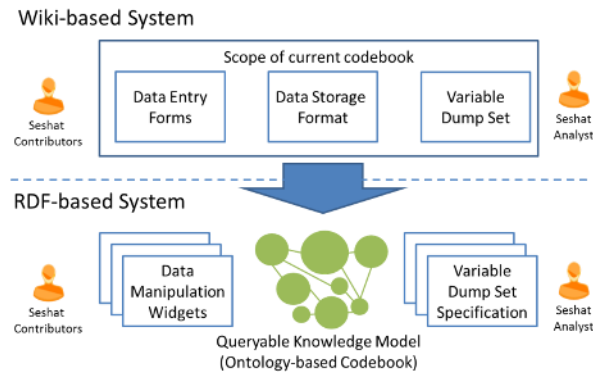 Wiki-based System
Scope of current codebook
Seshat
Contributors
Data Entry
Forms
Data Storage
Format
Variable
Dump Set
Seshat
Analyst
RDF-based System
Seshat
Contributors
Data
Manipulation
Widgets
Queryable Knowledge Model
(Ontology-based Codebook)
Variable
Dump Set
Specification
Seshat
Analyst